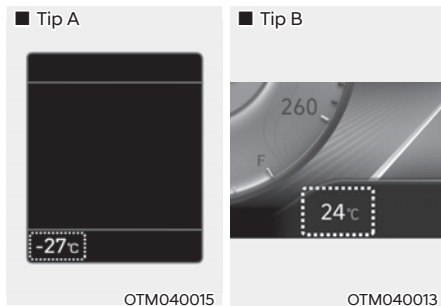 ■ Tip A
-27℃
OTM040015
■ Tip B
260
F
24℃
OTM040013